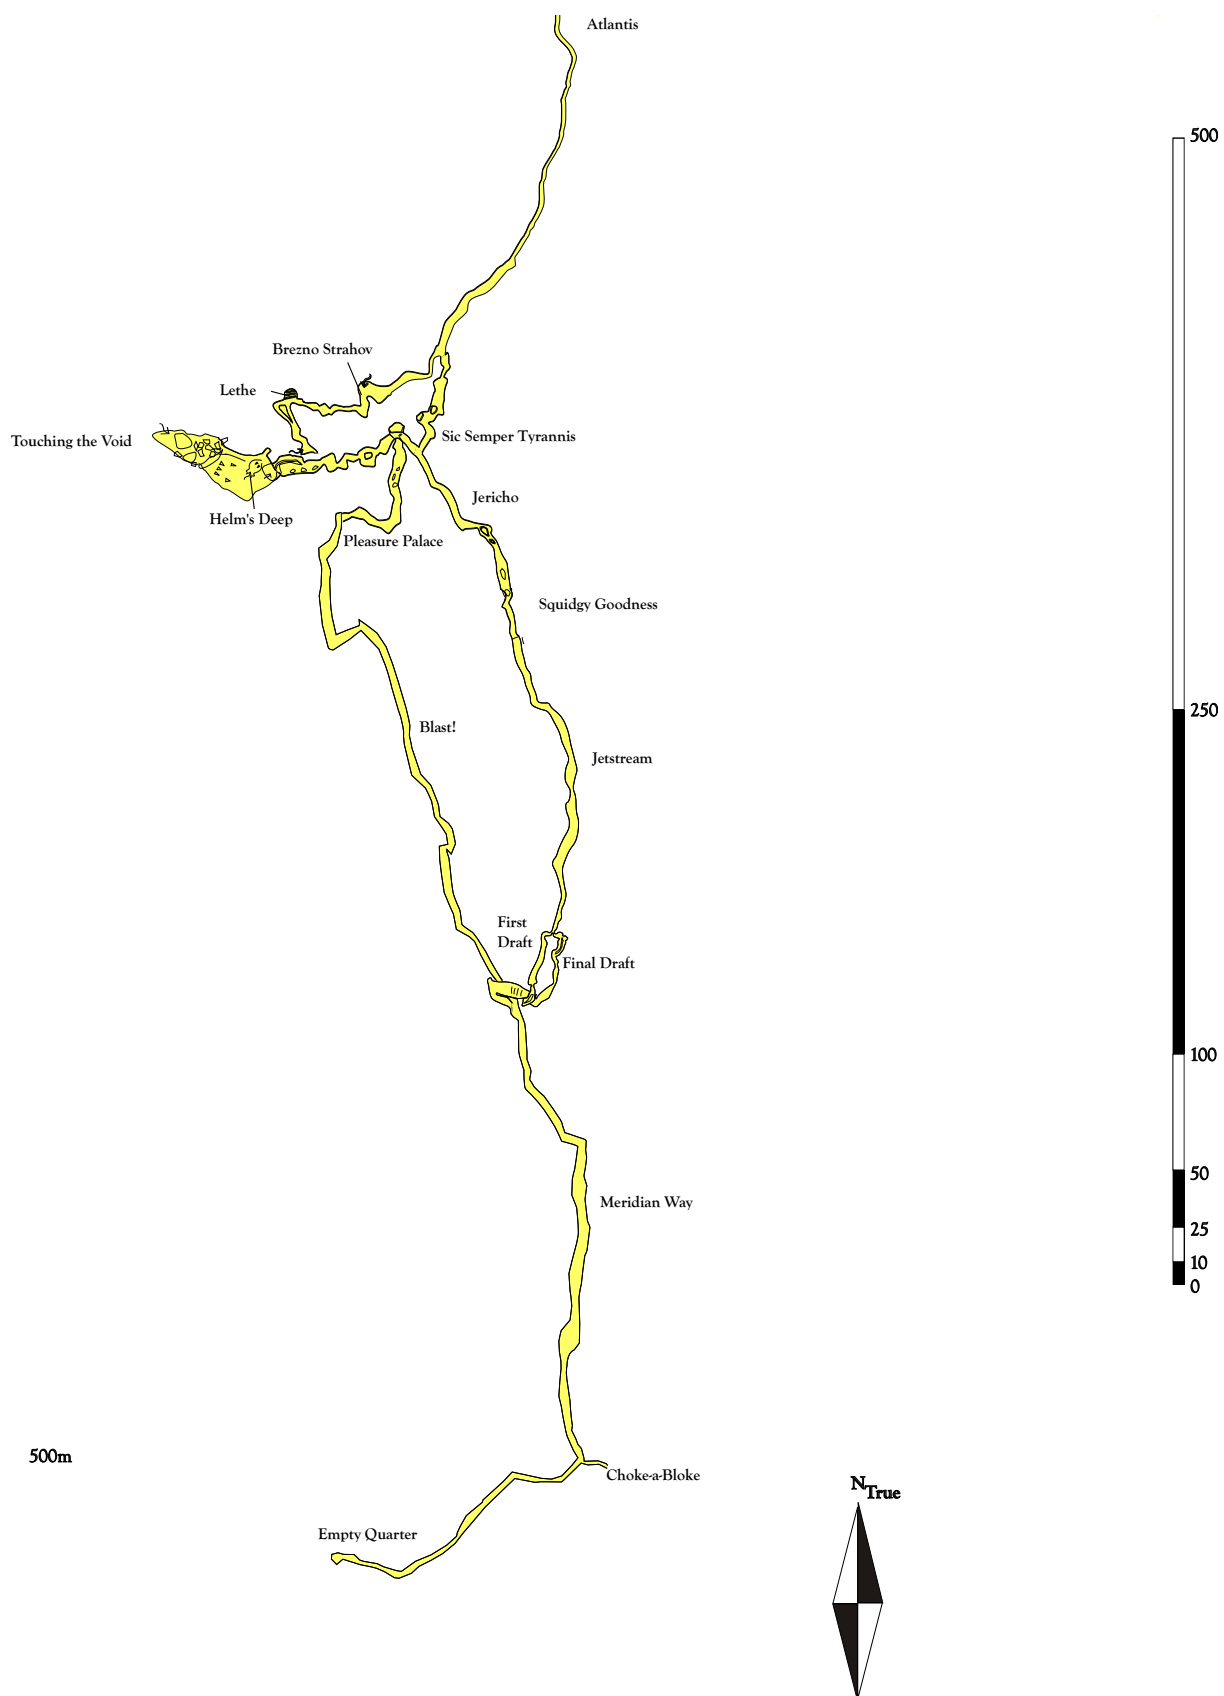 Atlantis
500
Brezno Strahov
Lethe
Touching the Void
Sic Semper Tyrannis
Helm's Deep
Jericho
Pleasure Palace
Squidgy Goodness
250
Blast!
Jetstream
First
Draft
Final Draft
100
50
Meridian Way
25
10
0
500m
Choke-a-Bloke
N
True
Empty Quarter